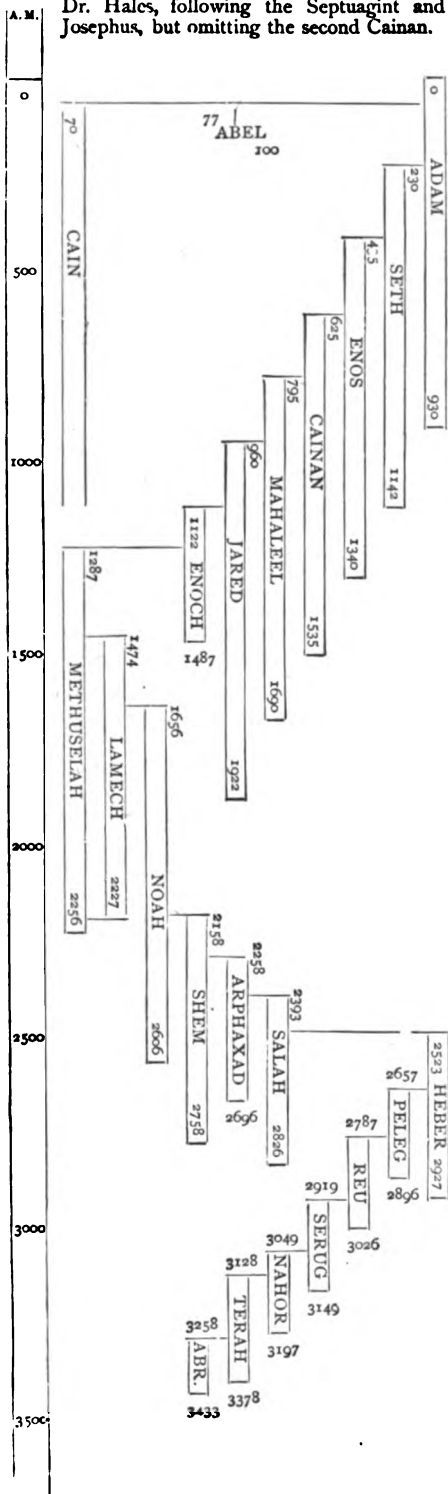 A.M.
Dr. Hales, following the Septuagint and
Josephus, but omitting the second Cainan.
0
500
1000
1500
2000
2500
3000
3500
0 ADAM 930
70 CAIN
77 ABEL 100
230 SETH 1142
ENOS 1340
625 CAINAN 1535
795 MAHALEEL 1690
960 JARED 1922
1122 ENOCH 1487
1287 METHUSELAH 2256
1474 LAMECH 2227
1656 NOAH 2606
2158 SHEM 2758
2258 ARPHAXAD 2696
2393 SALAH 2826
2523 HEBER 2927
2657 PELEG 2896
2787 REU 3026
2919 SERUG 3149
3049 NAHOR 3197
3128 TERAH 3378
3258 ABR. 3433